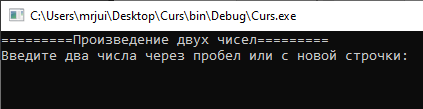 C:\Users\mrjui\Desktop\Curs\bin\Debug\Curs.exe
=========Произведение двух чисел=========
Введите два числа через пробел или с новой строчки: